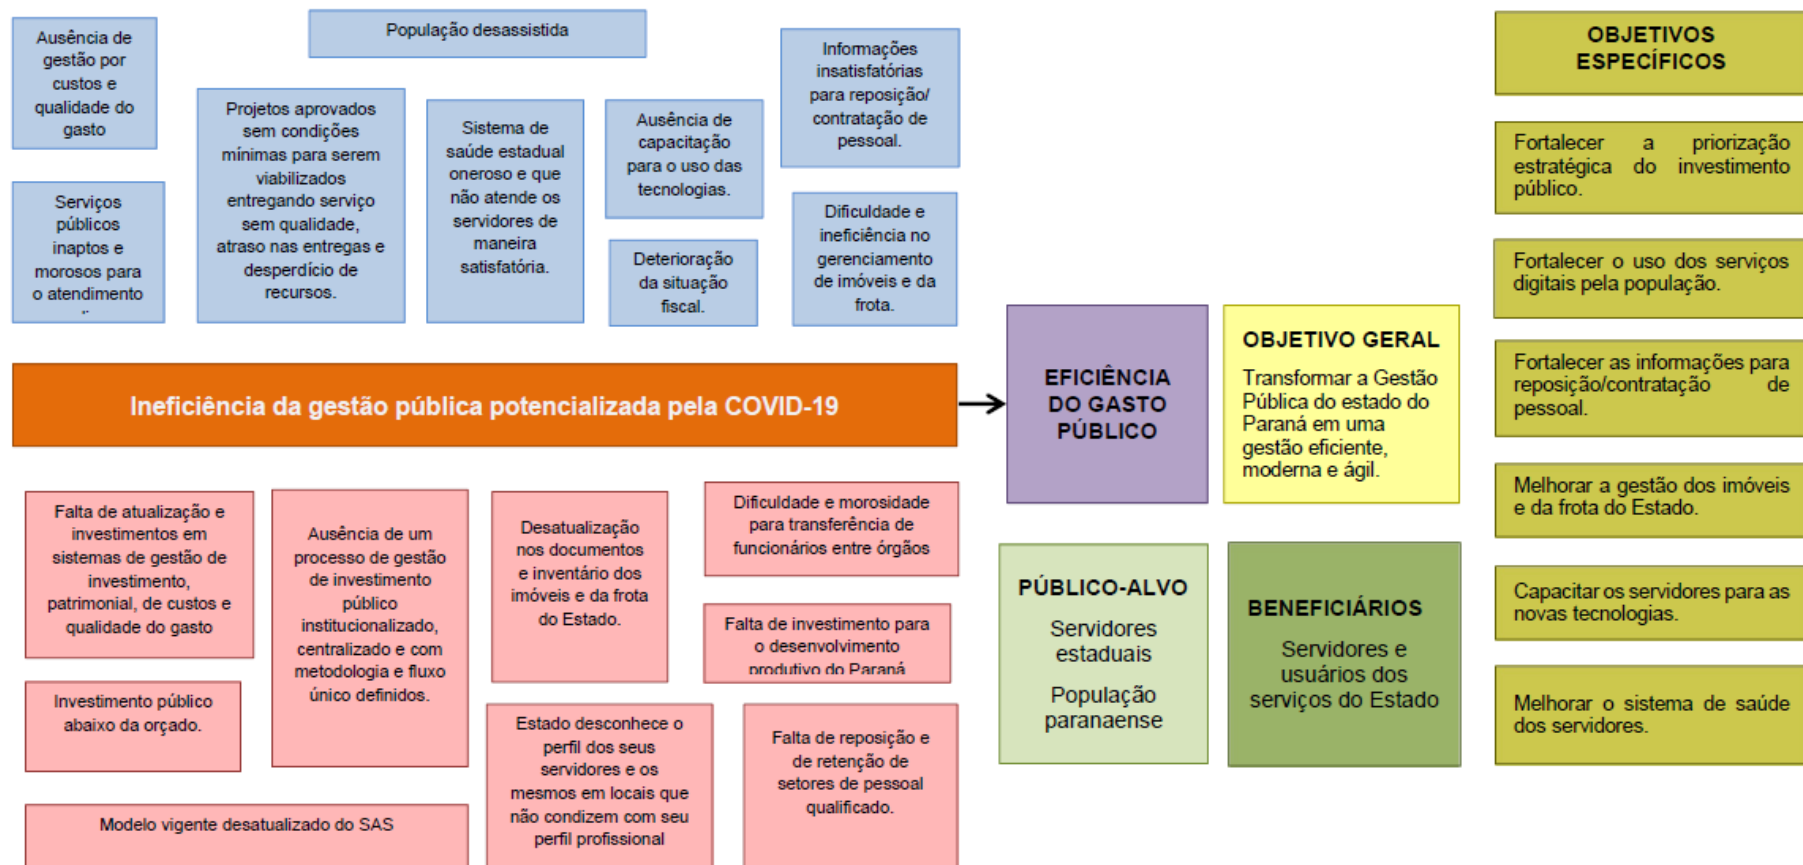 Ausência de
gestão por
custos e
qualidade do
gasto
População desassistida
Informações
insatisfatórias
para reposição/
contratação de
pessoal.
Projetos aprovados
sem condições
mínimas para serem
viabilizados
entregando serviço
sem qualidade,
atraso nas entregas e
desperdício de
recursos.
Sistema de
saúde estadual
oneroso e que
não atende os
servidores de
maneira
satisfatória.
Ausência de
capacitação
para o uso das
tecnologias.
Serviços
públicos
inaptos e
morosos para
o atendimento
Deterioração
da situação
fiscal.
Dificuldade e
ineficiência no
gerenciamento
de imóveis e da
frota.
Ineficiência da gestão pública potencializada pela COVID-19
Falta de atualização e
investimentos em
sistemas de gestão de
investimento,
patrimonial, de custos e
qualidade do gasto
Ausência de um
processo de gestão
de investimento
público
institucionalizado,
centralizado e com
metodologia e fluxo
único definidos.
Desatualização
nos documentos
e inventário dos
imóveis e da frota
do Estado.
Dificuldade e morosidade
para transferência de
funcionários entre órgãos
Falta de investimento para
o desenvolvimento
produtivo do Paraná
Investimento público
abaixo da orçado.
Estado desconhece o
perfil dos seus
servidores e os
mesmos em locais que
não condizem com seu
perfil profissional
Falta de reposição e
de retenção de
setores de pessoal
qualificado.
Modelo vigente desatualizado do SAS
EFICIÊNCIA
DO GASTO
PÚBLICO
OBJETIVO GERAL
Transformar a Gestão
Pública do estado do
Paraná em uma
gestão eficiente,
moderna e ágil.
PÚBLICO-ALVO
Servidores
estaduais
População
paranaense
BENEFICIÁRIOS
Servidores e
usuários dos
serviços do Estado
OBJETIVOS
ESPECÍFICOS
Fortalecer a priorização
estratégica do investimento
público.
Fortalecer o uso dos serviços
digitais pela população.
Fortalecer as informações para
reposição/contratação de
pessoal.
Melhorar a gestão dos imóveis
e da frota do Estado.
Capacitar os servidores para as
novas tecnologias.
Melhorar o sistema de saúde
dos servidores.